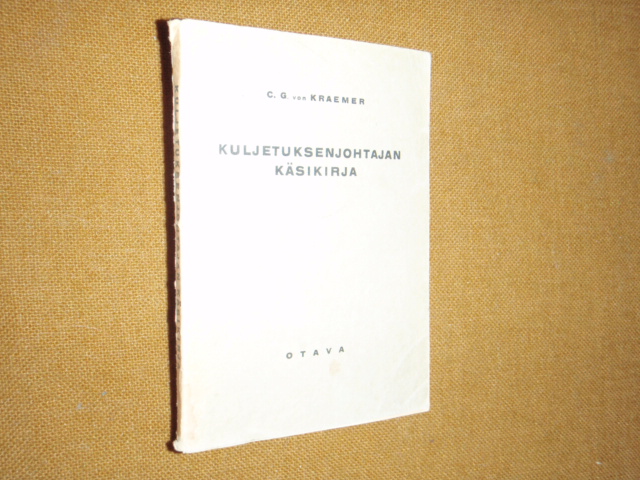 C. G. von KRAEMER
KULJETUKSENJOHTAJAN
KÄSIKIRJA
OTAVA